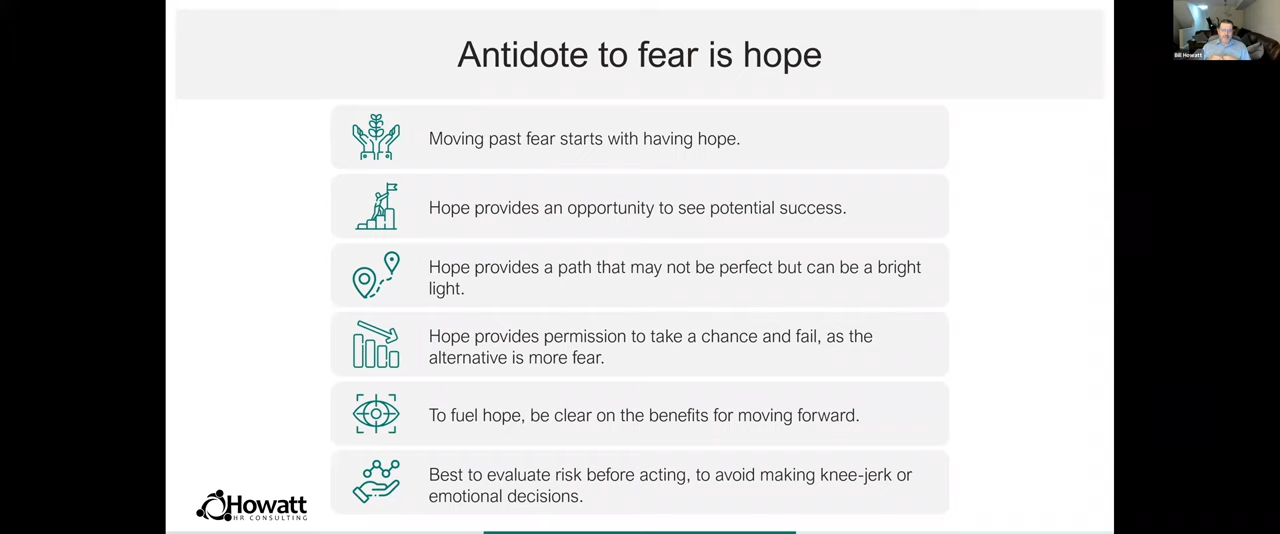 Antidote to fear is hope
Bill Howatt
Moving past fear starts with having hope.
Hope provides an opportunity to see potential success.
Hope provides a path that may not be perfect but can be a bright
light.
Hope provides permission to take a chance and fail, as the
alternative is more fear.
To fuel hope, be clear on the benefits for moving forward.
Best to evaluate risk before acting, to avoid making knee-jerk or
emotional decisions.
Howatt
HR CONSULTING